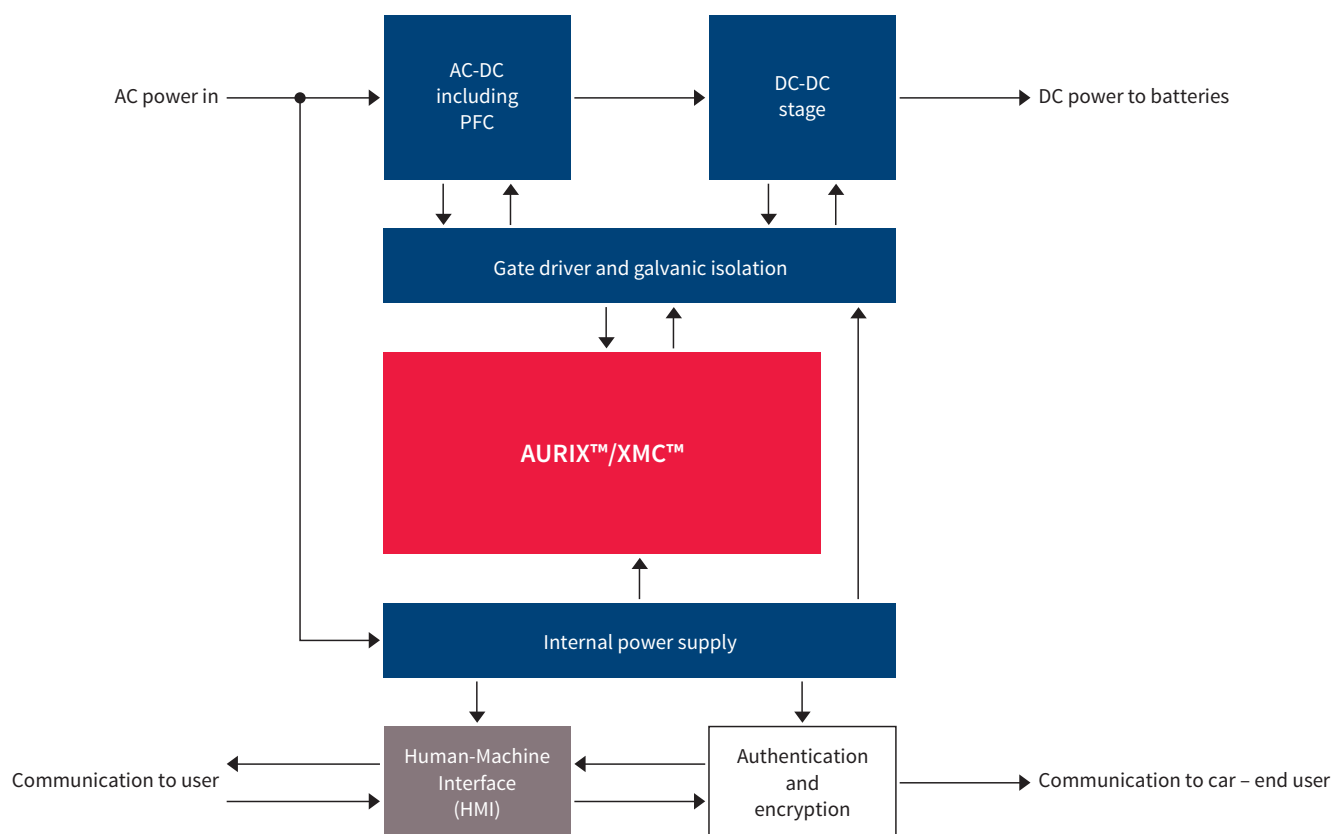 AC power in
AC-DC
including
PFC
DC-DC
stage
DC power to batteries
Gate driver and galvanic isolation
AURIX™/XMC™
Internal power supply
Communication to user
Human-Machine
Interface
(HMI)
Authentication
and
encryption
Communication to car – end user